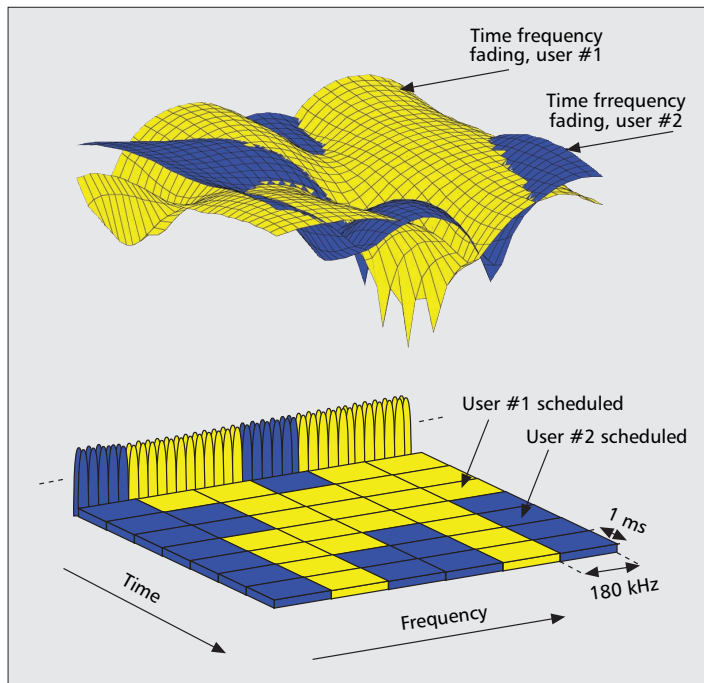 Time frequency
fading, user #1
Time frrequency
fading, user #2
User #1 scheduled
User #2 scheduled
1 ms
180 kHz
Time
Frequency